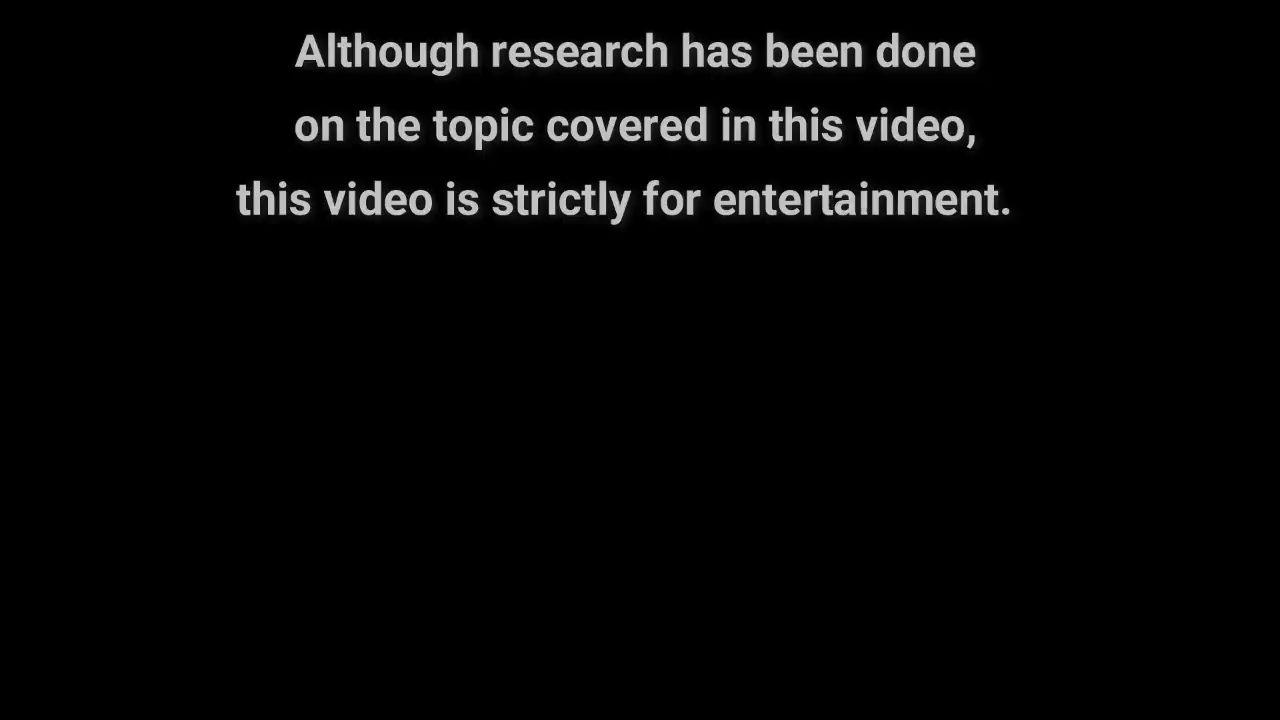 Although research has been done
on the topic covered in this video,
this video is strictly for entertainment.